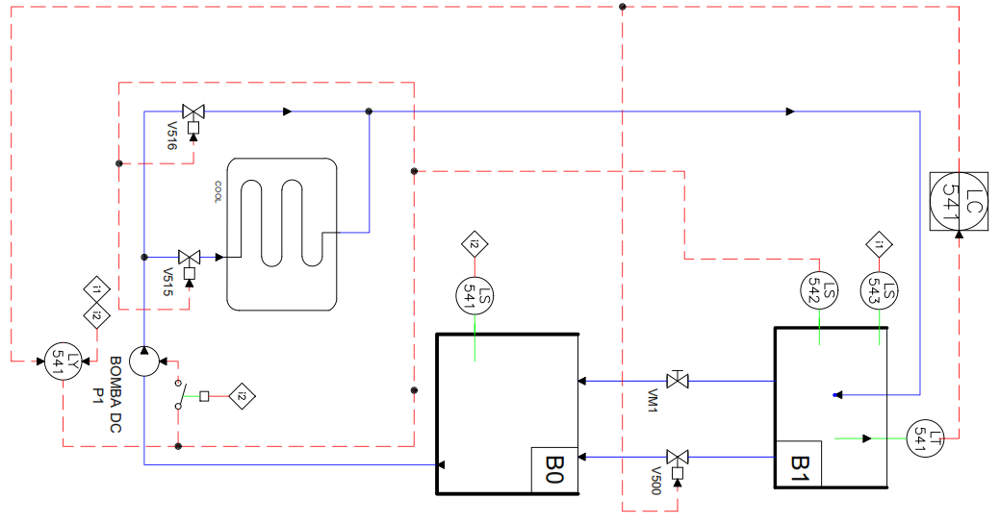 LC
541
V516
COOL
i2
i1
LS
541
LS
542
LS
543
V515
i1
i2
LY
541
BOMBA DC
P1
i2
VM1
LT
541
B0
V500
B1